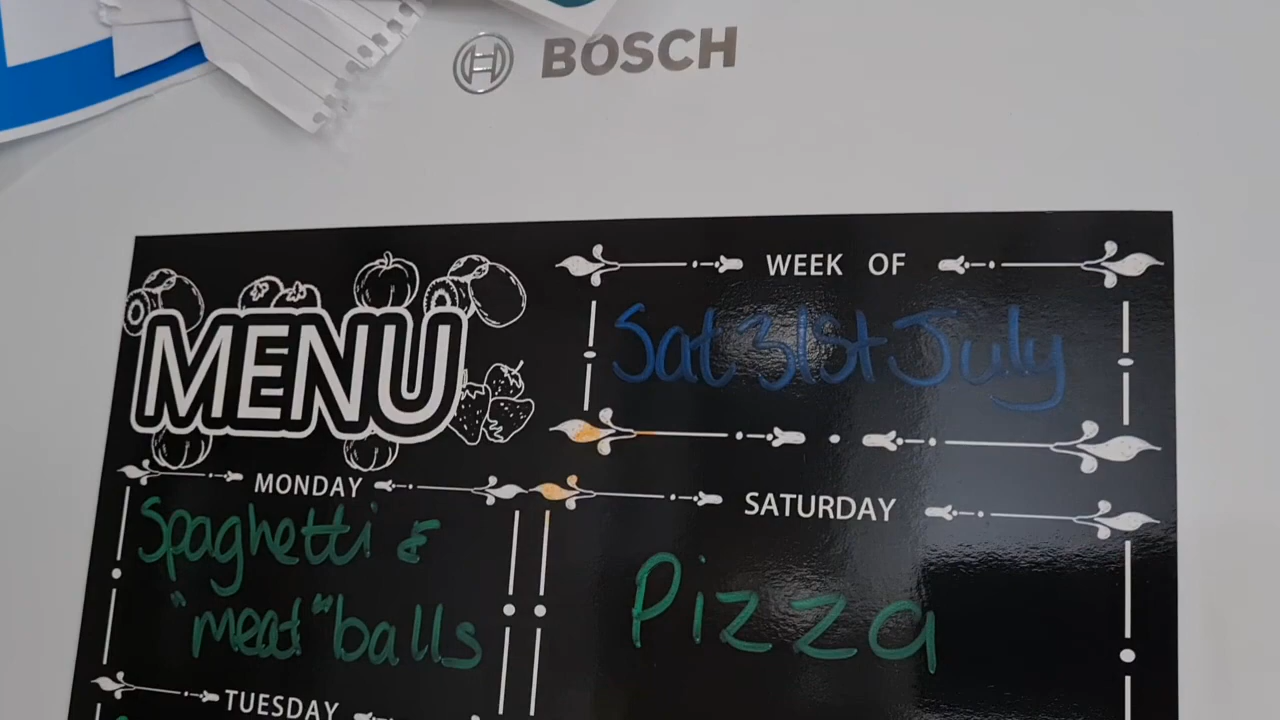 BOSCH
MENU
WEEK OF
Sat 31st July
MONDAY
Spaghetti &
"meat" balls
SATURDAY
Pizza
TUESDAY